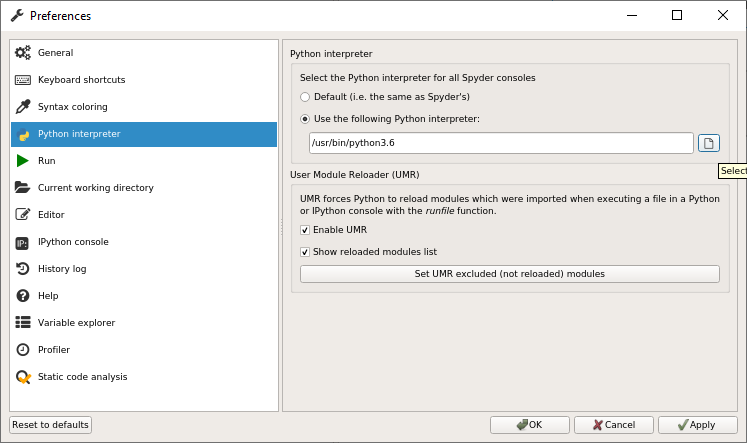 Preferences
General
Keyboard shortcuts
Syntax coloring
Python interpreter
Run
Current working directory
Editor
IPython console
IP:
History log
Help
Variable explorer
Profiler
Static code analysis
Python interpreter
Select the Python interpreter for all Spyder consoles
Default (i.e. the same as Spyder's)
Use the following Python interpreter:
/usr/bin/python3.6
Select
User Module Reloader (UMR)
UMR forces Python to reload modules which were imported when executing a file in a Python
or IPython console with the runfile function.
Enable UMR
Show reloaded modules list
Set UMR excluded (not reloaded) modules
Reset to defaults
OK
Cancel
Apply